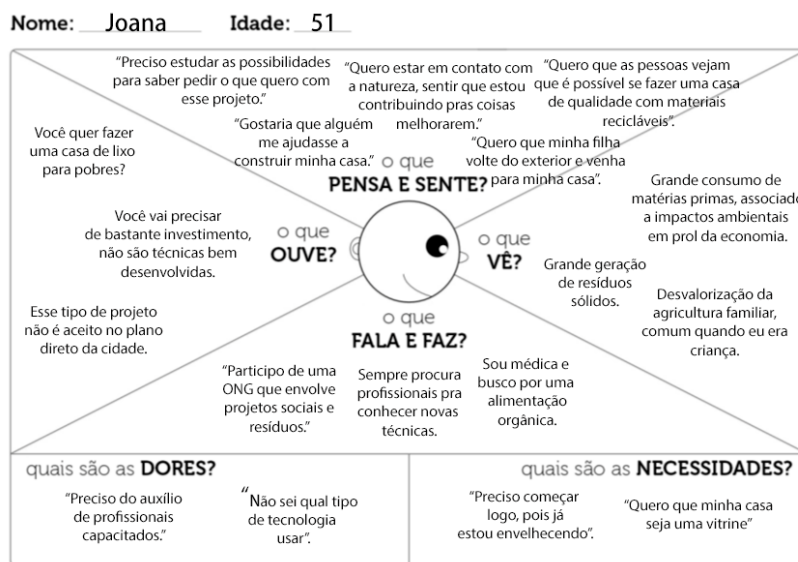 Nome: Joana Idade: 51
"Preciso estudar as possibilidades
para saber pedir o que quero com
esse projeto."
"Quero estar em contato com
a natureza, sentir que estou
contribuindo pras coisas
melhorarem."
"Quero que as pessoas vejam
que é possível se fazer uma casa
de qualidade com materiais
recicláveis".
"Gostaria que alguém
me ajudasse a
construir minha casa."
"Quero que minha filha
volte do exterior e venha
para minha casa".
o que
PENSA E SENTE?
Você quer fazer
uma casa de lixo
para pobres?
Você vai precisar
de bastante investimento,
não são técnicas bem
desenvolvidas.
Esse tipo de projeto
não é aceito no plano
direto da cidade.
o que
OUVE?
o que
VÊ?
Grande consumo de
matérias primas, associado
a impactos ambientais
em prol da economia.
Grande geração
de resíduos
sólidos.
Desvalorização da
agricultura familiar,
comum quando eu era
criança.
o que
FALA E FAZ?
"Participo de uma
ONG que envolve
projetos sociais e
resíduos."
Sempre procura
profissionais pra
conhecer novas
técnicas.
Sou médica e
busco por uma
alimentação
orgânica.
quais são as DORES?
"Preciso do auxílio
de profissionais
capacitados."
"Não sei qual tipo
de tecnologia
usar".
quais são as NECESSIDADES?
"Preciso começar
logo, pois já
estou envelhecendo".
"Quero que minha casa
seja uma vitrine"